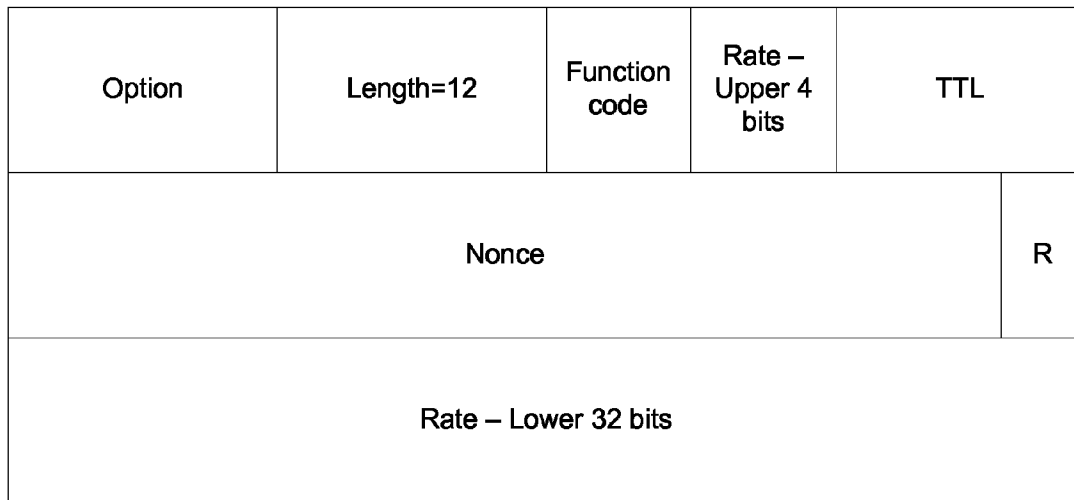 Option
Length=12
Function
code
Rate –
Upper 4
bits
TTL
Nonce
R
Rate – Lower 32 bits